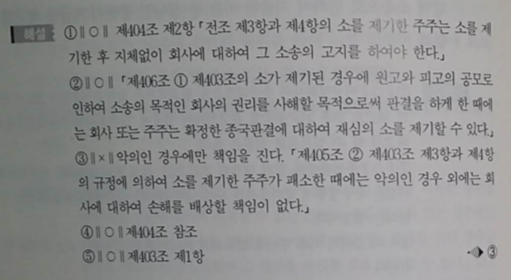 해설 ①∥○∥ 제404조 제2항 「전조 제3항과 제4항의 소를 제기한 주주는 소를 제
기한 후 지체없이 회사에 대하여 그 소송의 고지를 하여야 한다.」
②∥○∥ 「제406조 ① 제403조의 소가 제기된 경우에 원고와 피고의 공모로
인하여 소송의 목적인 회사의 권리를 사해할 목적으로써 판결을 하게 한 때에
는 회사 또는 주주는 확정한 종국판결에 대하여 재심의 소를 제기할 수 있다.」
③∥×∥악의인 경우에만 책임을 진다. 「제405조 ② 제403조 제3항과 제4항
의 규정에 의하여 소를 제기한 주주가 패소한 때에는 악의인 경우 외에는 회
사에 대하여 손해를 배상할 책임이 없다.」
④∥○∥제404조 참조
⑤∥○∥제403조 제1항
③